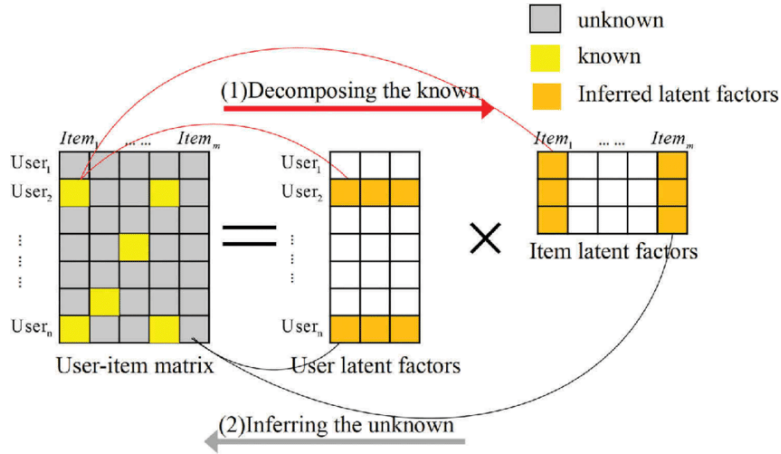 unknown
known
Inferred latent factors
(1)Decomposing the known
Item1 ... ... Itemm
User1
User2
... ...
Usern
User-item matrix
User1
User2
... ...
Usern
User latent factors
Item1 ... ... Itemm
Item latent factors
(2)Inferring the unknown